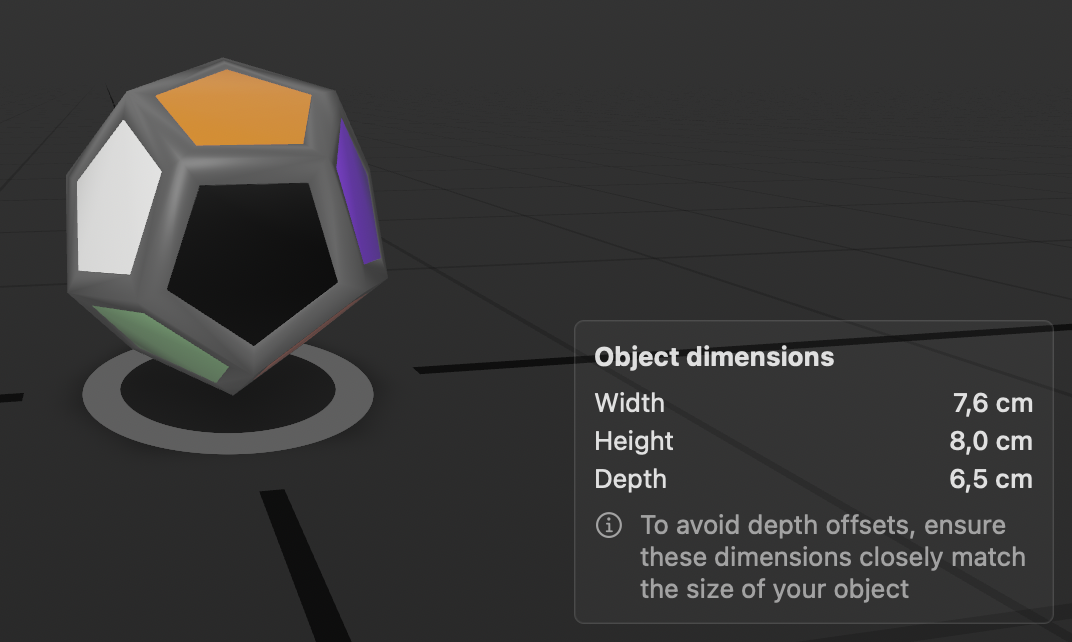 Object dimensions
Width 7,6 cm
Height 8,0 cm
Depth 6,5 cm
To avoid depth offsets, ensure
these dimensions closely match
the size of your object